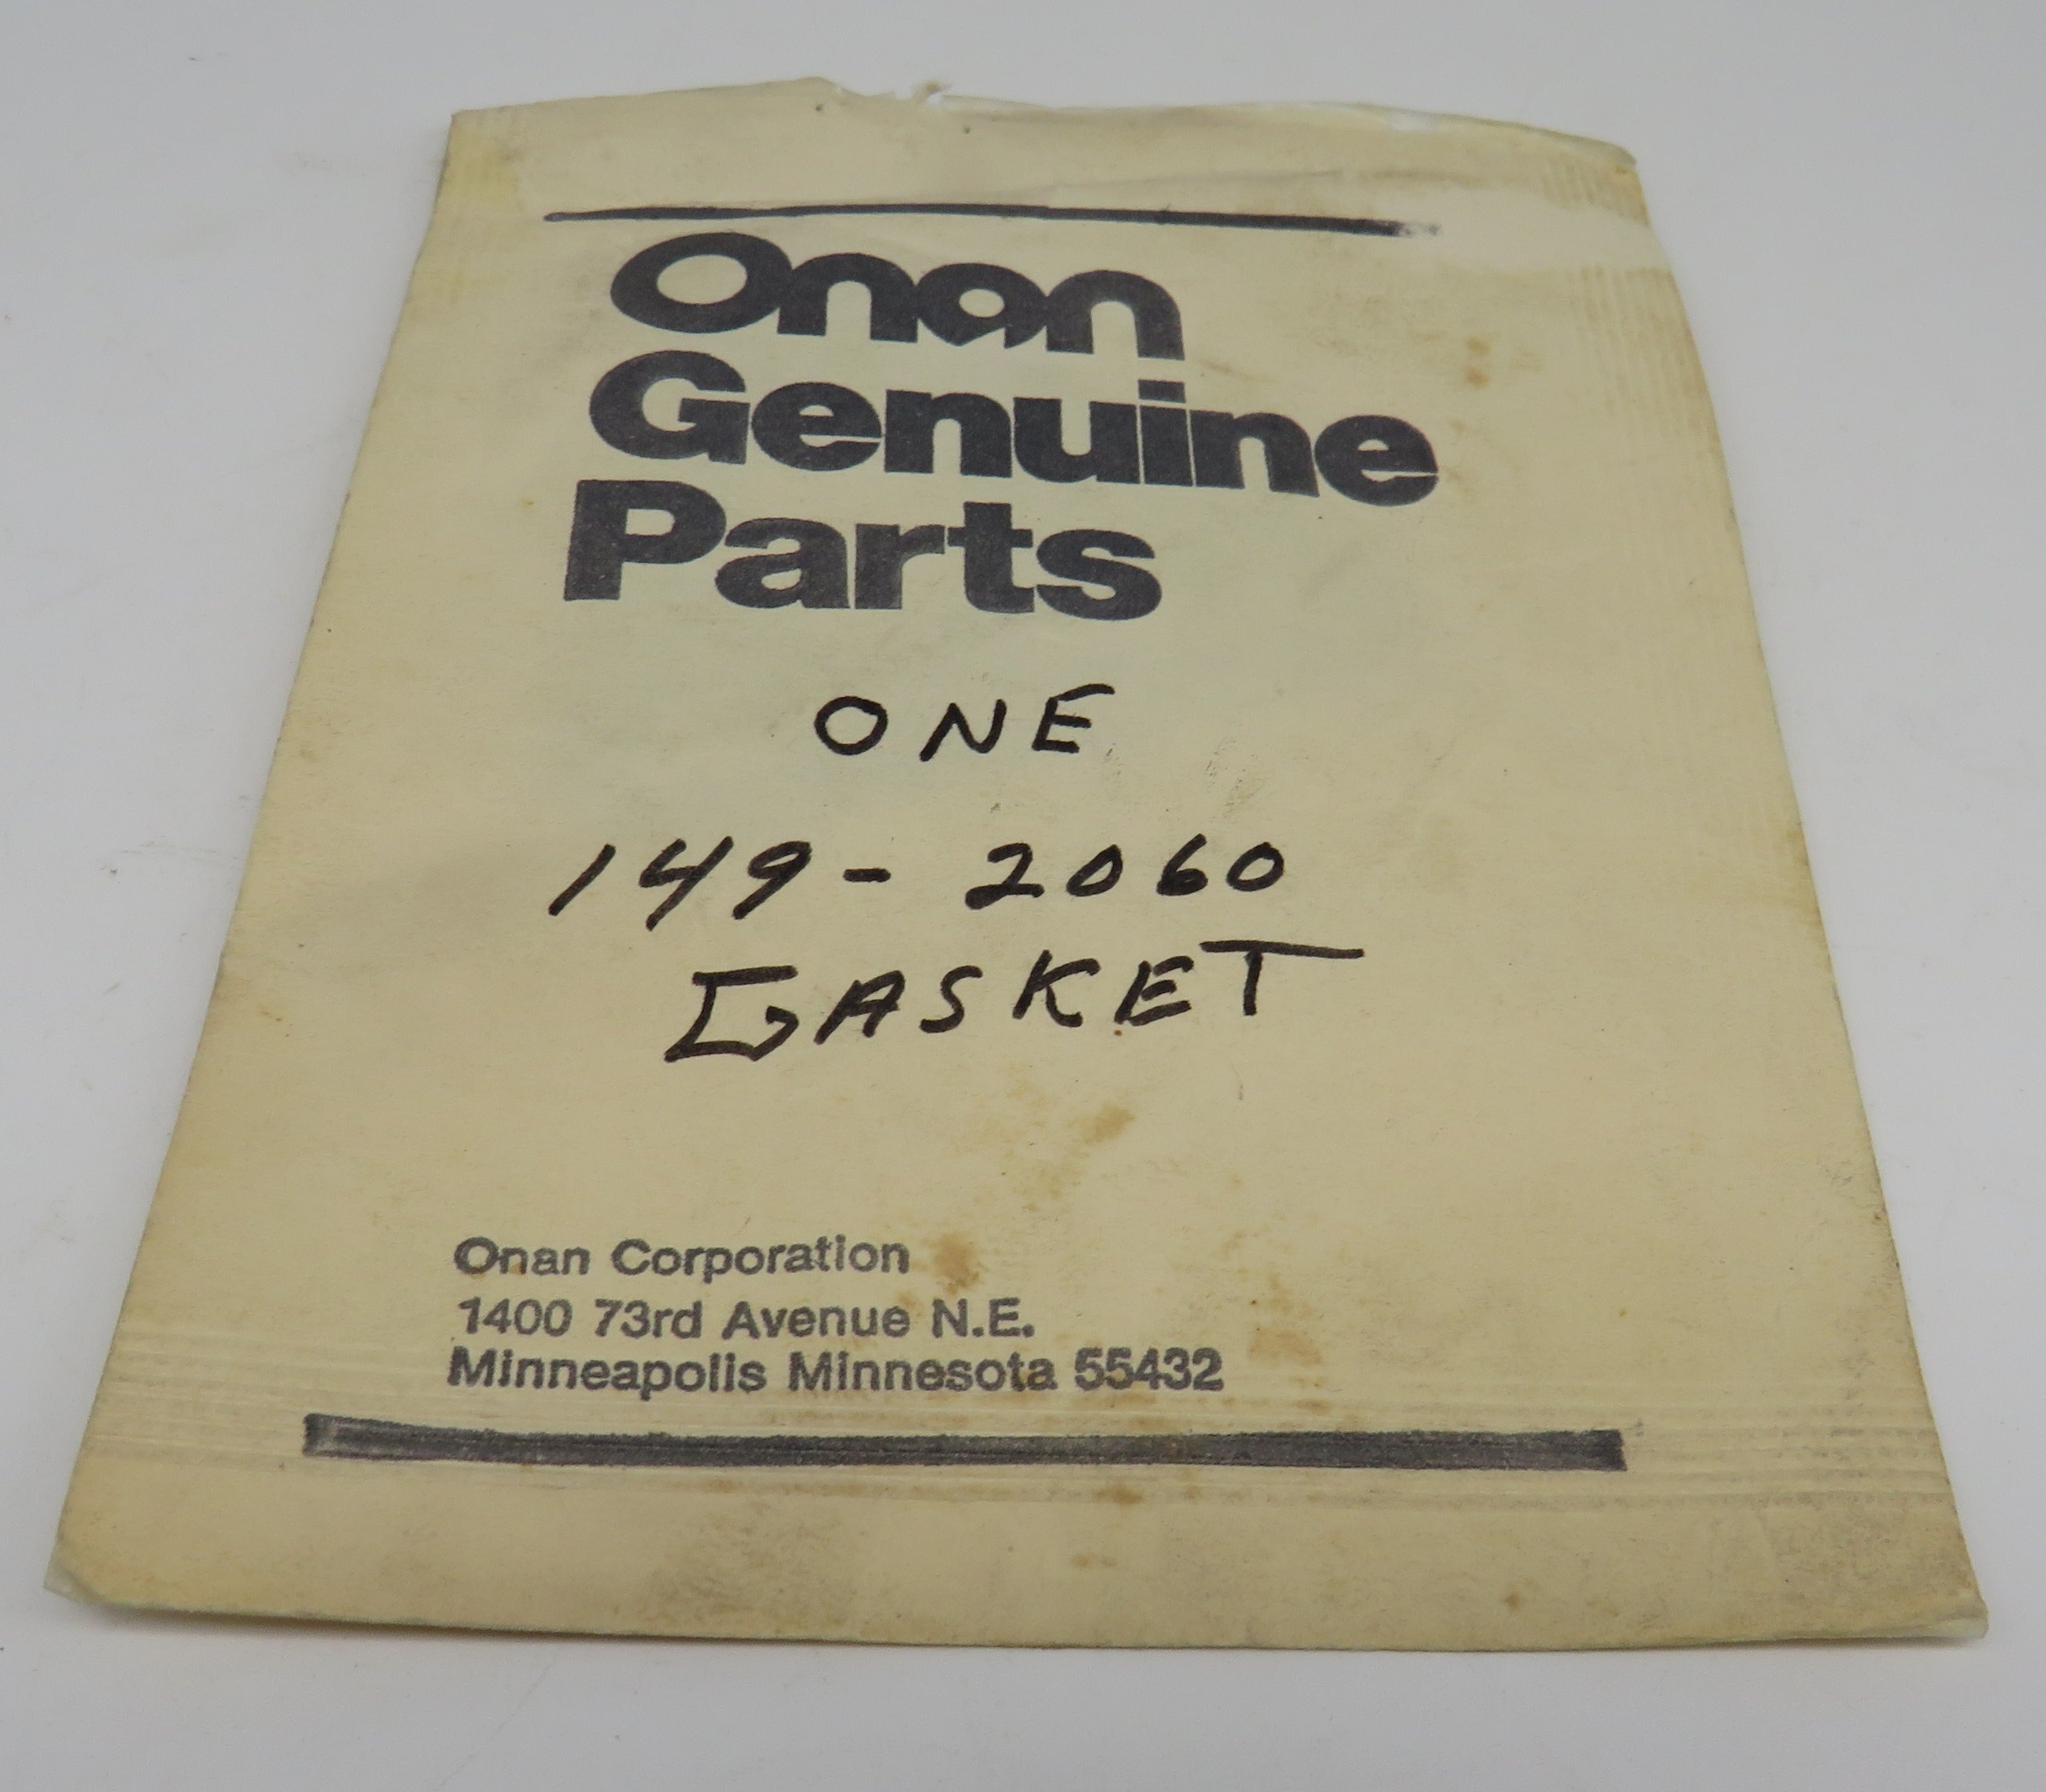 Onan
Genuine
Parts
ONE
149-2060
GASKET
Onan Corporation
1400 73rd Avenue N.E.
Minneapolis Minnesota 55432